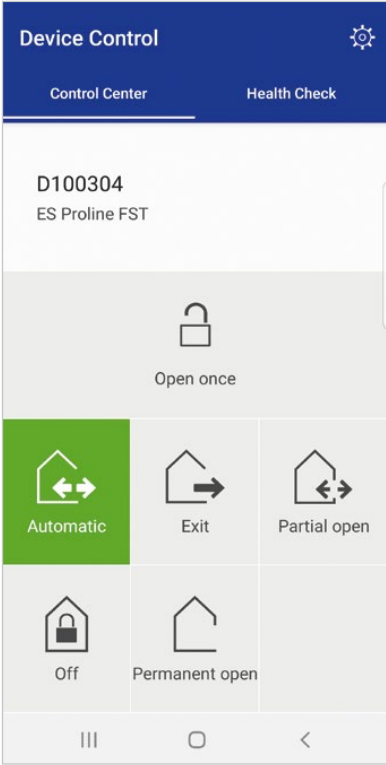 Device Control
Control Center Health Check
D100304
ES Proline FST
Open once
Automatic Exit Partial open
Off Permanent open